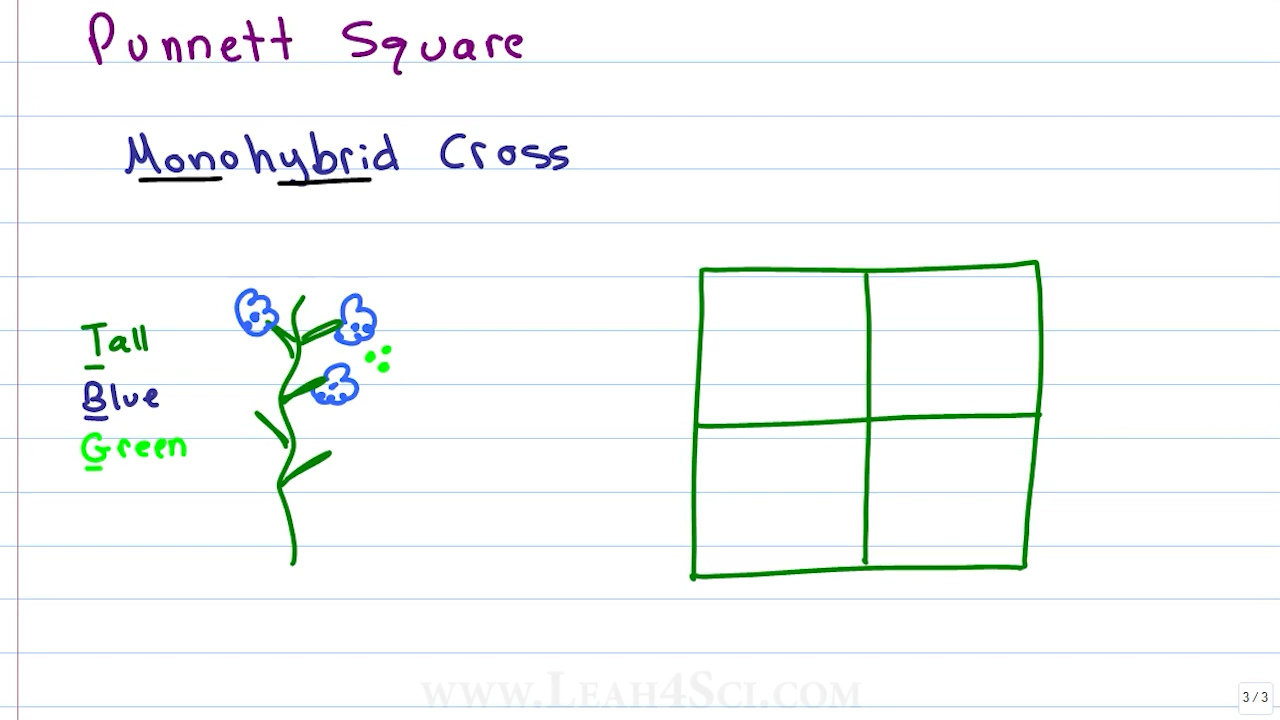 Punnett Square
Monohybrid Cross
Tall
Blue
Green
www.Leah4Sci.com
3 / 3